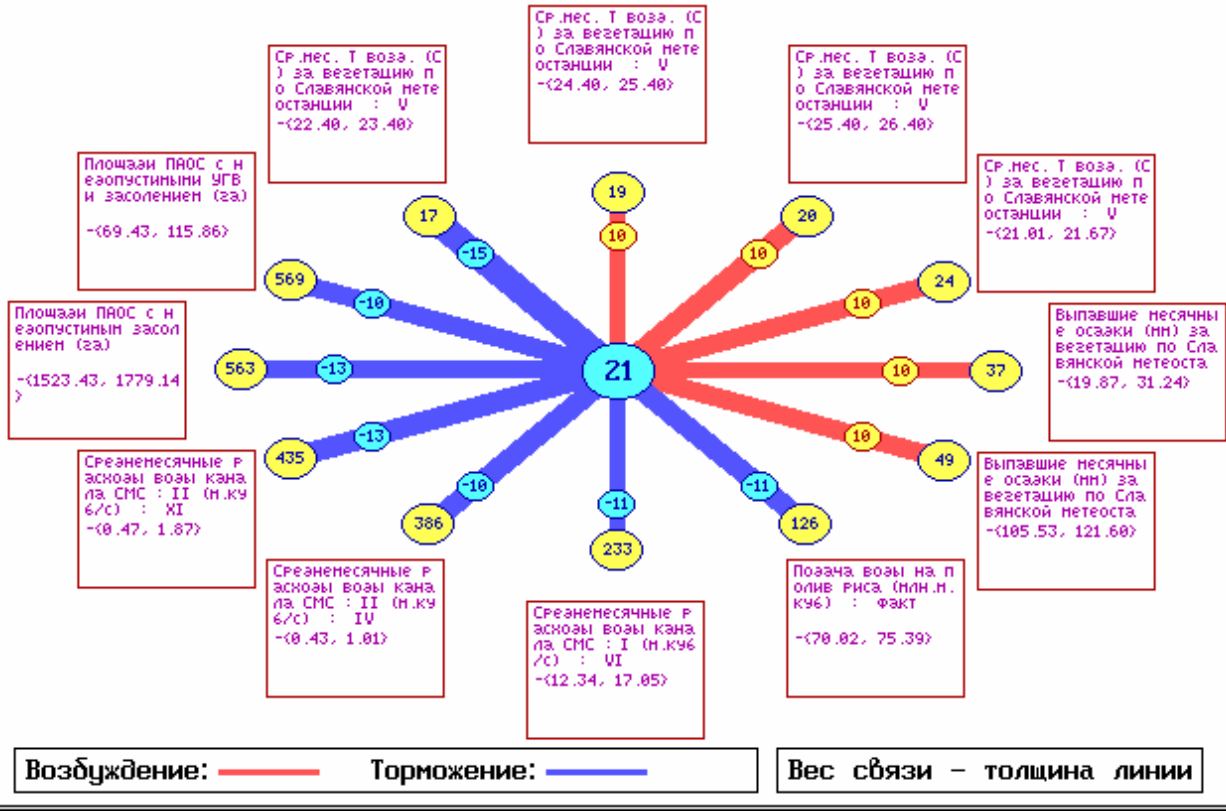 Ср.мес. Т возд. (С
) за вегетацию п
о Славянской мете
останции : V
-{24.40, 25.40}
Ср.мес. Т возд. (С
) за вегетацию п
о Славянской мете
останции : V
-{22.40, 23.40}
Ср.мес. Т возд. (С
) за вегетацию п
о Славянской мете
останции : V
-{25.40, 26.40}
Площади ПАОС с н
едопустимыми УГВ
и засолением (га)
-{69.43, 115.86}
Ср.мес. Т возд. (С
) за вегетацию п
о Славянской мете
останции : V
-{21.01, 21.67}
19
17
20
10
-15
10
569
-10
10
24
Площади ПАОС с н
едопустимым засол
ением (га)
-{1523.43, 1779.14
}
Выпавшие месячны
е осадки (мм) за
вегетацию по Сла
вянской метеоста
-{19.87, 31.24}
563
-13
21
10
37
435
-13
10
49
Среднемесячные р
асходы воды кана
ла СМС : II (м.ку
б/с) : XI
-{0.47, 1.87}
Выпавшие месячны
е осадки (мм) за
вегетацию по Сла
вянской метеоста
-{105.53, 121.60}
-10
-11
-11
386
233
126
Среднемесячные р
асходы воды кана
ла СМС : II (м.ку
б/с) : IV
-{0.43, 1.01}
Среднемесячные р
асходы воды кана
ла СМС : I (м.куб
/с) : VI
-{12.34, 17.05}
Подача воды на п
олив риса (млн.м.
куб) : Факт
-{70.02, 75.39}
Возбуждение:
Торможение:
Вес связи - толщина линии